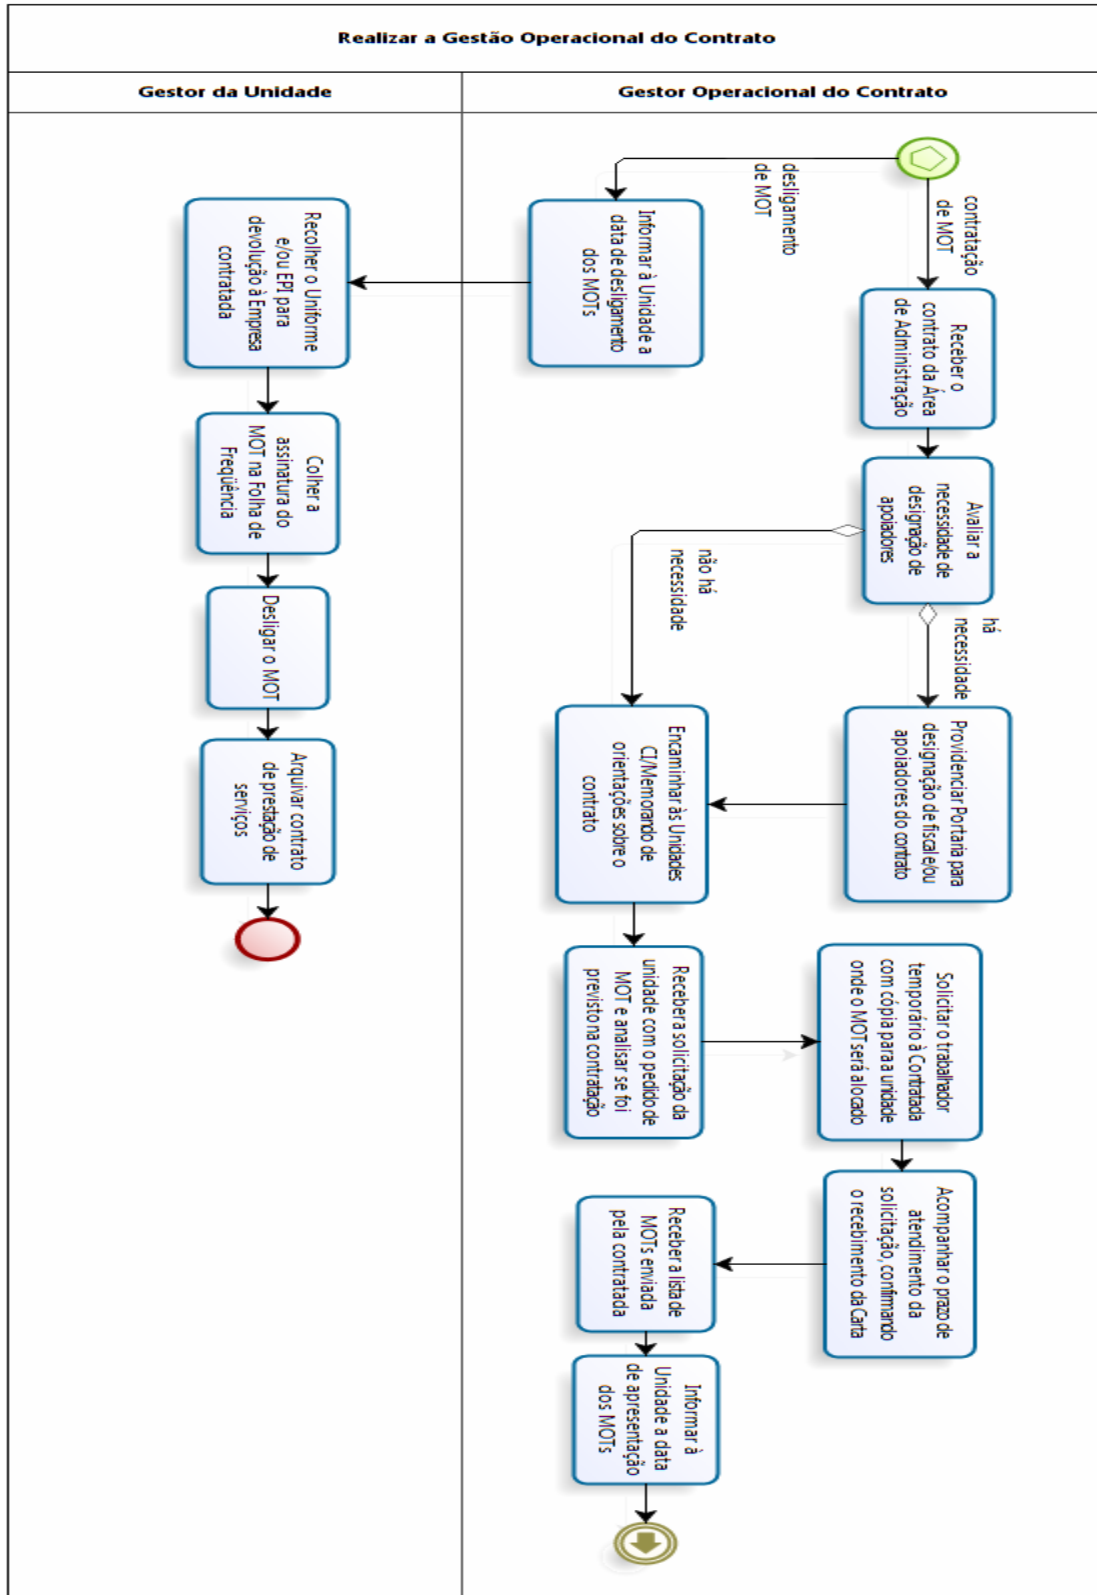 Realizar a Gestão Operacional do Contrato
Gestor da Unidade
Gestor Operacional do Contrato
contratação
de MOT
desligamento
de MOT
Receber o
contrato da Área
de Administração
Avaliar a
necessidade de
designação de
apoiadores
há
necessidade
não há
necessidade
Providenciar Portaria para
designação de fiscal e/ou
apoiadores do contrato
Encaminhar às Unidades
CI/Memorando de
orientações sobre o
contrato
Receber a solicitação da
unidade com o pedido de
MOT e analisar se foi
previsto na contratação
Solicitar o trabalhador
temporário à Contratada
com cópia para a unidade
onde o MOT será alocado
Acompanhar o prazo de
atendimento da
solicitação, confirmando
o recebimento da Carta
Receber a lista de
MOTs enviada
pela contratada
Informar à
Unidade a data
de apresentação
dos MOTs
Informar à Unidade a
data de desligamento
dos MOTs
Recolher o Uniforme
e/ou EPI para
devolução à Empresa
contratada
Colher a
assinatura do
MOT na Folha de
Freqüência
Desligar o MOT
Arquivar contrato
de prestação de
serviços